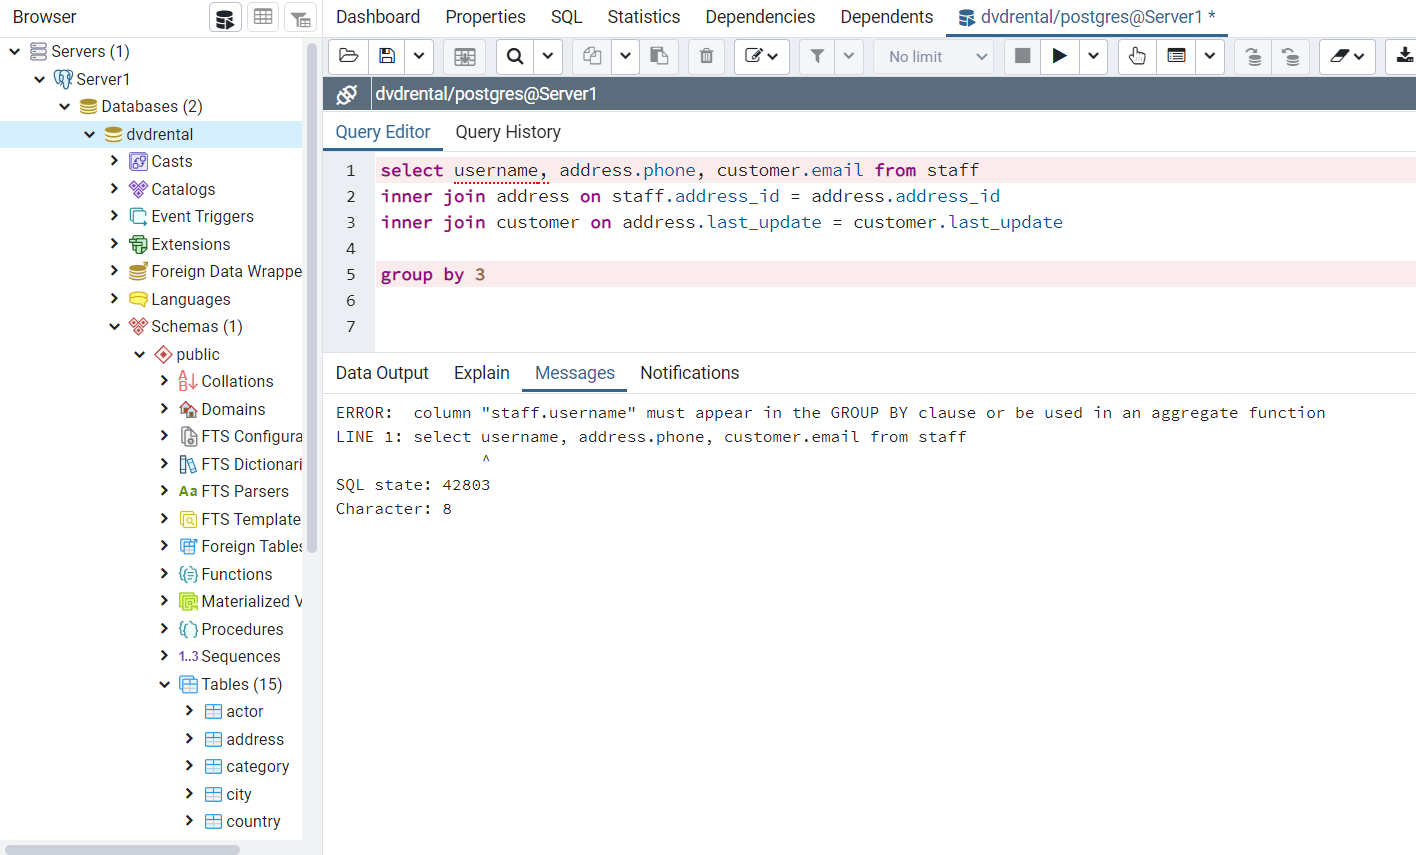 Browser
Dashboard Properties SQL Statistics Dependencies Dependents dvdrental/postgres@Server1 *
No limit
dvdrental/postgres@Server1
Query Editor Query History
Servers (1)
Server1
Databases (2)
dvdrental
Casts
Catalogs
Event Triggers
Extensions
Foreign Data Wrappe
Languages
Schemas (1)
public
Collations
Domains
FTS Configura
FTS Dictionari
Aa FTS Parsers
FTS Template
Foreign Tables
Functions
Materialized V
Procedures
1..3 Sequences
Tables (15)
actor
address
category
city
country
1 select username, address.phone, customer.email from staff
2 inner join address on staff.address_id = address.address_id
3 inner join customer on address.last_update = customer.last_update
4
5 group by 3
6
7
Data Output Explain Messages Notifications
ERROR:  column "staff.username" must appear in the GROUP BY clause or be used in an aggregate function
LINE 1: select username, address.phone, customer.email from staff
^
SQL state: 42803
Character: 8